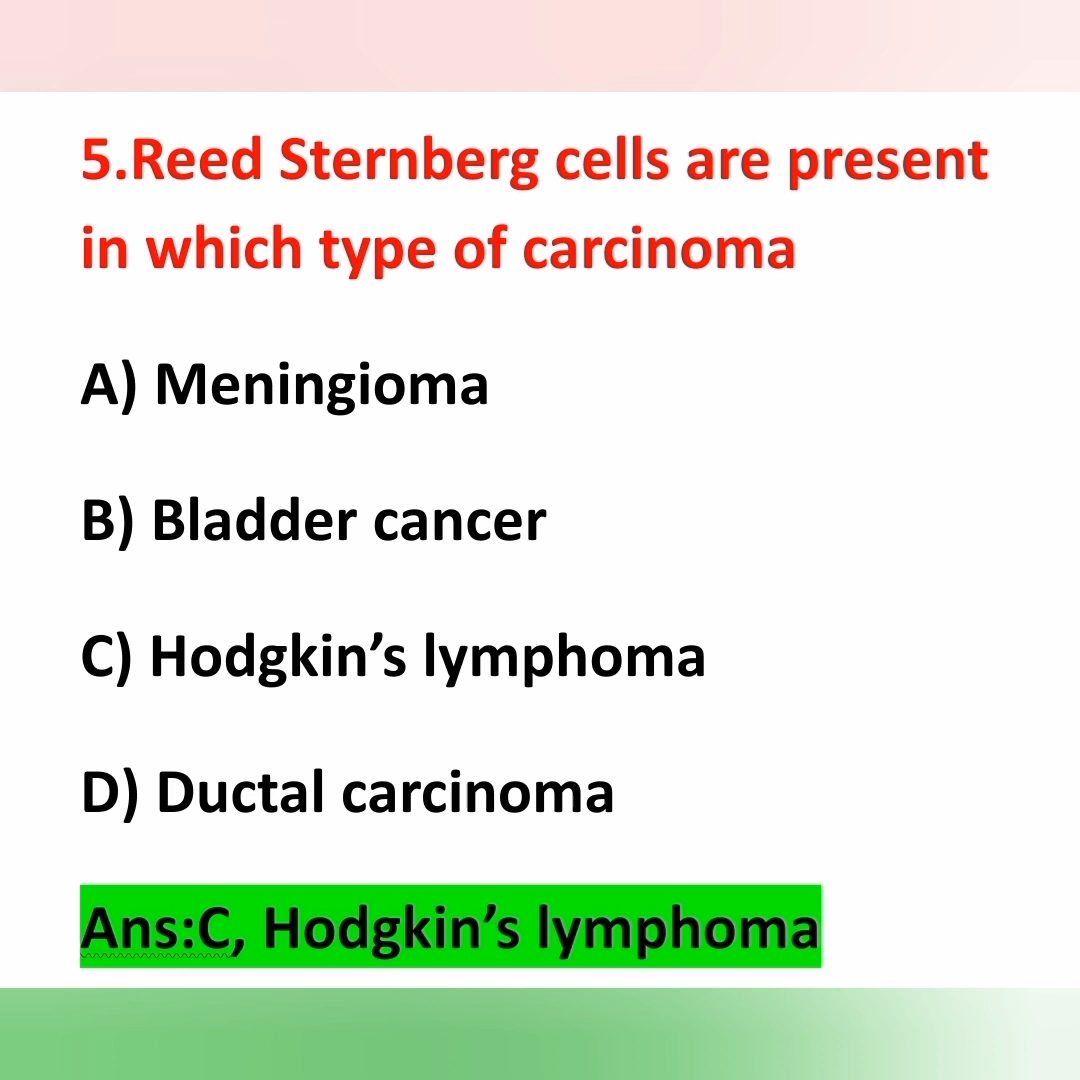 5.Reed Sternberg cells are present
in which type of carcinoma
A) Meningioma
B) Bladder cancer
C) Hodgkin’s lymphoma
D) Ductal carcinoma
Ans:C, Hodgkin’s lymphoma